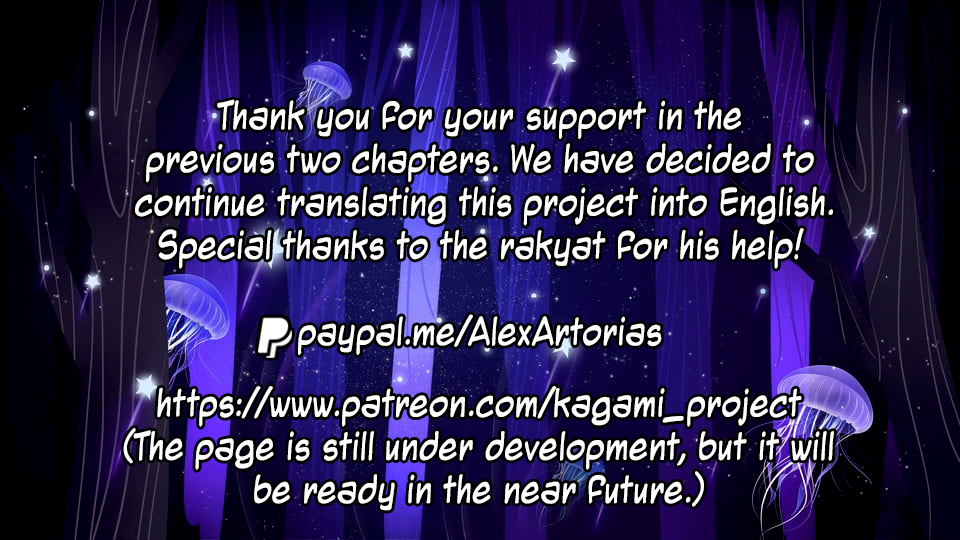 Thank you for your support in the
previous two chapters. We have decided to
continue translating this project into English.
Special thanks to the rakyat for his help!
paypal.me/AlexArtorias
https://www.patreon.com/kagami_project
(The page is still under development, but it will
be ready in the near future.)